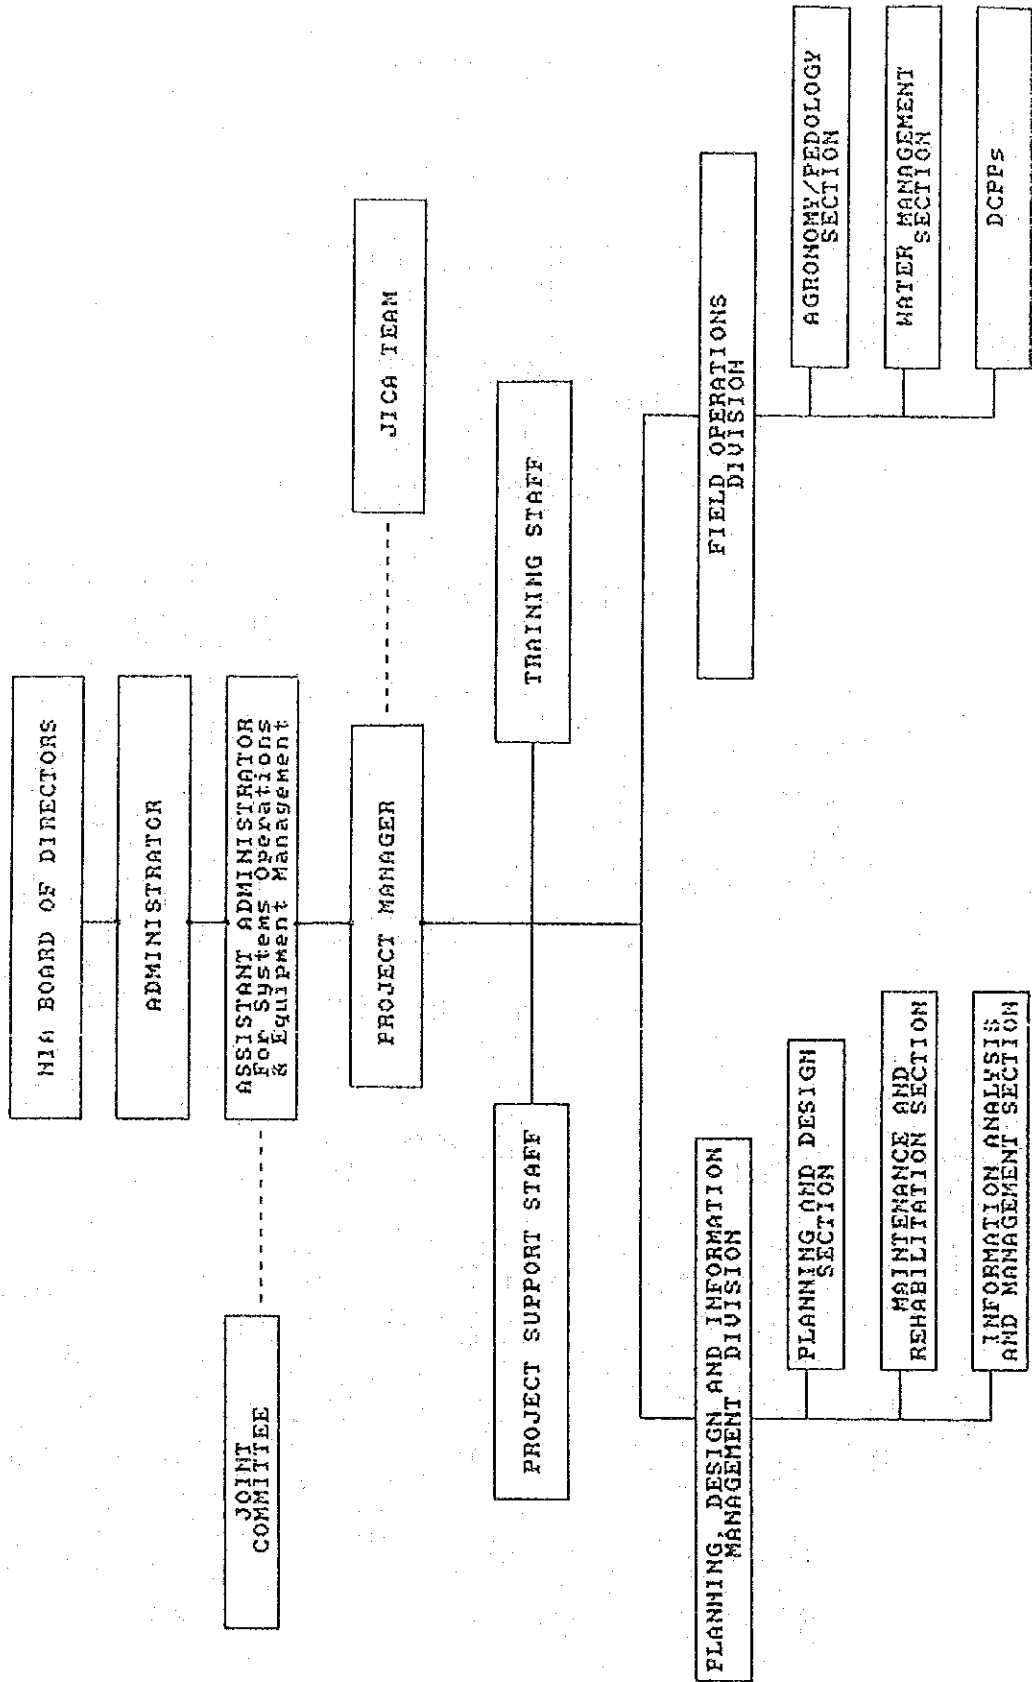 NIA BOARD OF DIRECTORS
ADMINISTRATOR
ASSISTANT ADMINISTRATOR
For Systems Operations
& Equipment Management
JOINT
COMMITTEE
PROJECT MANAGER
JICA TEAM
PROJECT SUPPORT STAFF
TRAINING STAFF
PLANNING, DESIGN AND INFORMATION
MANAGEMENT DIVISION
PLANNING AND DESIGN
SECTION
MAINTENANCE AND
REHABILITATION SECTION
INFORMATION ANALYSIS
AND MANAGEMENT SECTION
FIELD OPERATIONS
DIVISION
AGRONOMY/PEDOLOGY
SECTION
WATER MANAGEMENT
SECTION
DCPPs